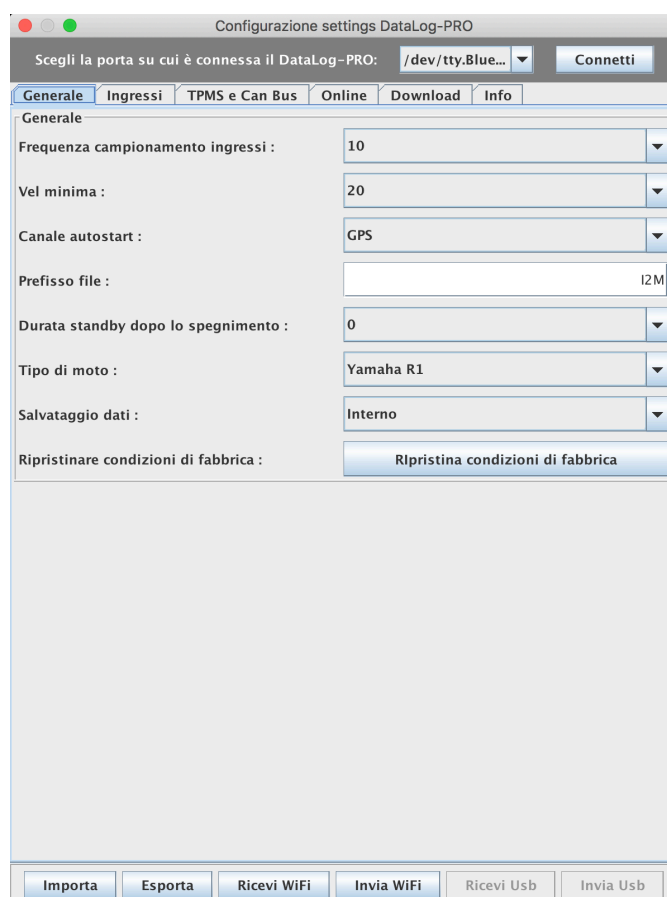 Configurazione settings DataLog-PRO
Scegli la porta su cui è connessa il DataLog-PRO: /dev/tty.Blue... Connetti
Generale Ingressi TPMS e Can Bus Online Download Info
Generale
Frequenza campionamento ingressi : 10
Vel minima : 20
Canale autostart : GPS
Prefisso file : I2M
Durata standby dopo lo spegnimento : 0
Tipo di moto : Yamaha R1
Salvataggio dati : Interno
Ripristinare condizioni di fabbrica : RIpristina condizioni di fabbrica
Importa Esporta Ricevi WiFi Invia WiFi Ricevi Usb Invia Usb